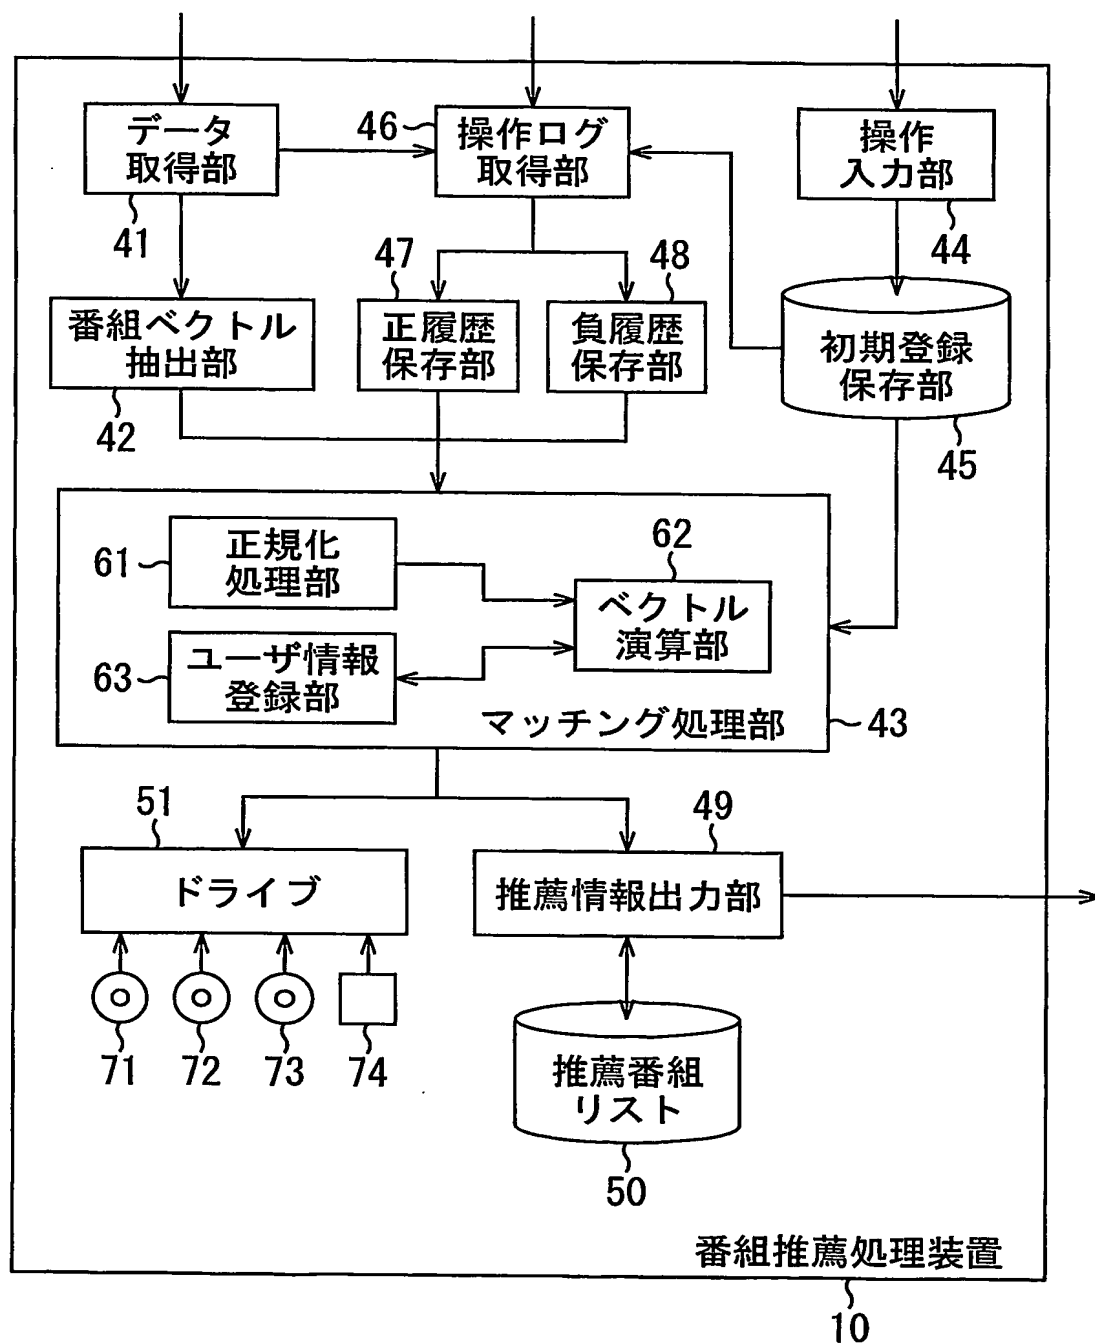 データ
取得部
41
46
操作ログ
取得部
操作
入力部
44
47
正履歴
保存部
48
負履歴
保存部
番組ベクトル
抽出部
42
初期登録
保存部
45
61
正規化
処理部
62
ベクトル
演算部
63
ユーザ情報
登録部
マッチング処理部
43
51
ドライブ
49
推薦情報出力部
71
72
73
74
推薦番組
リスト
50
番組推薦処理装置
10